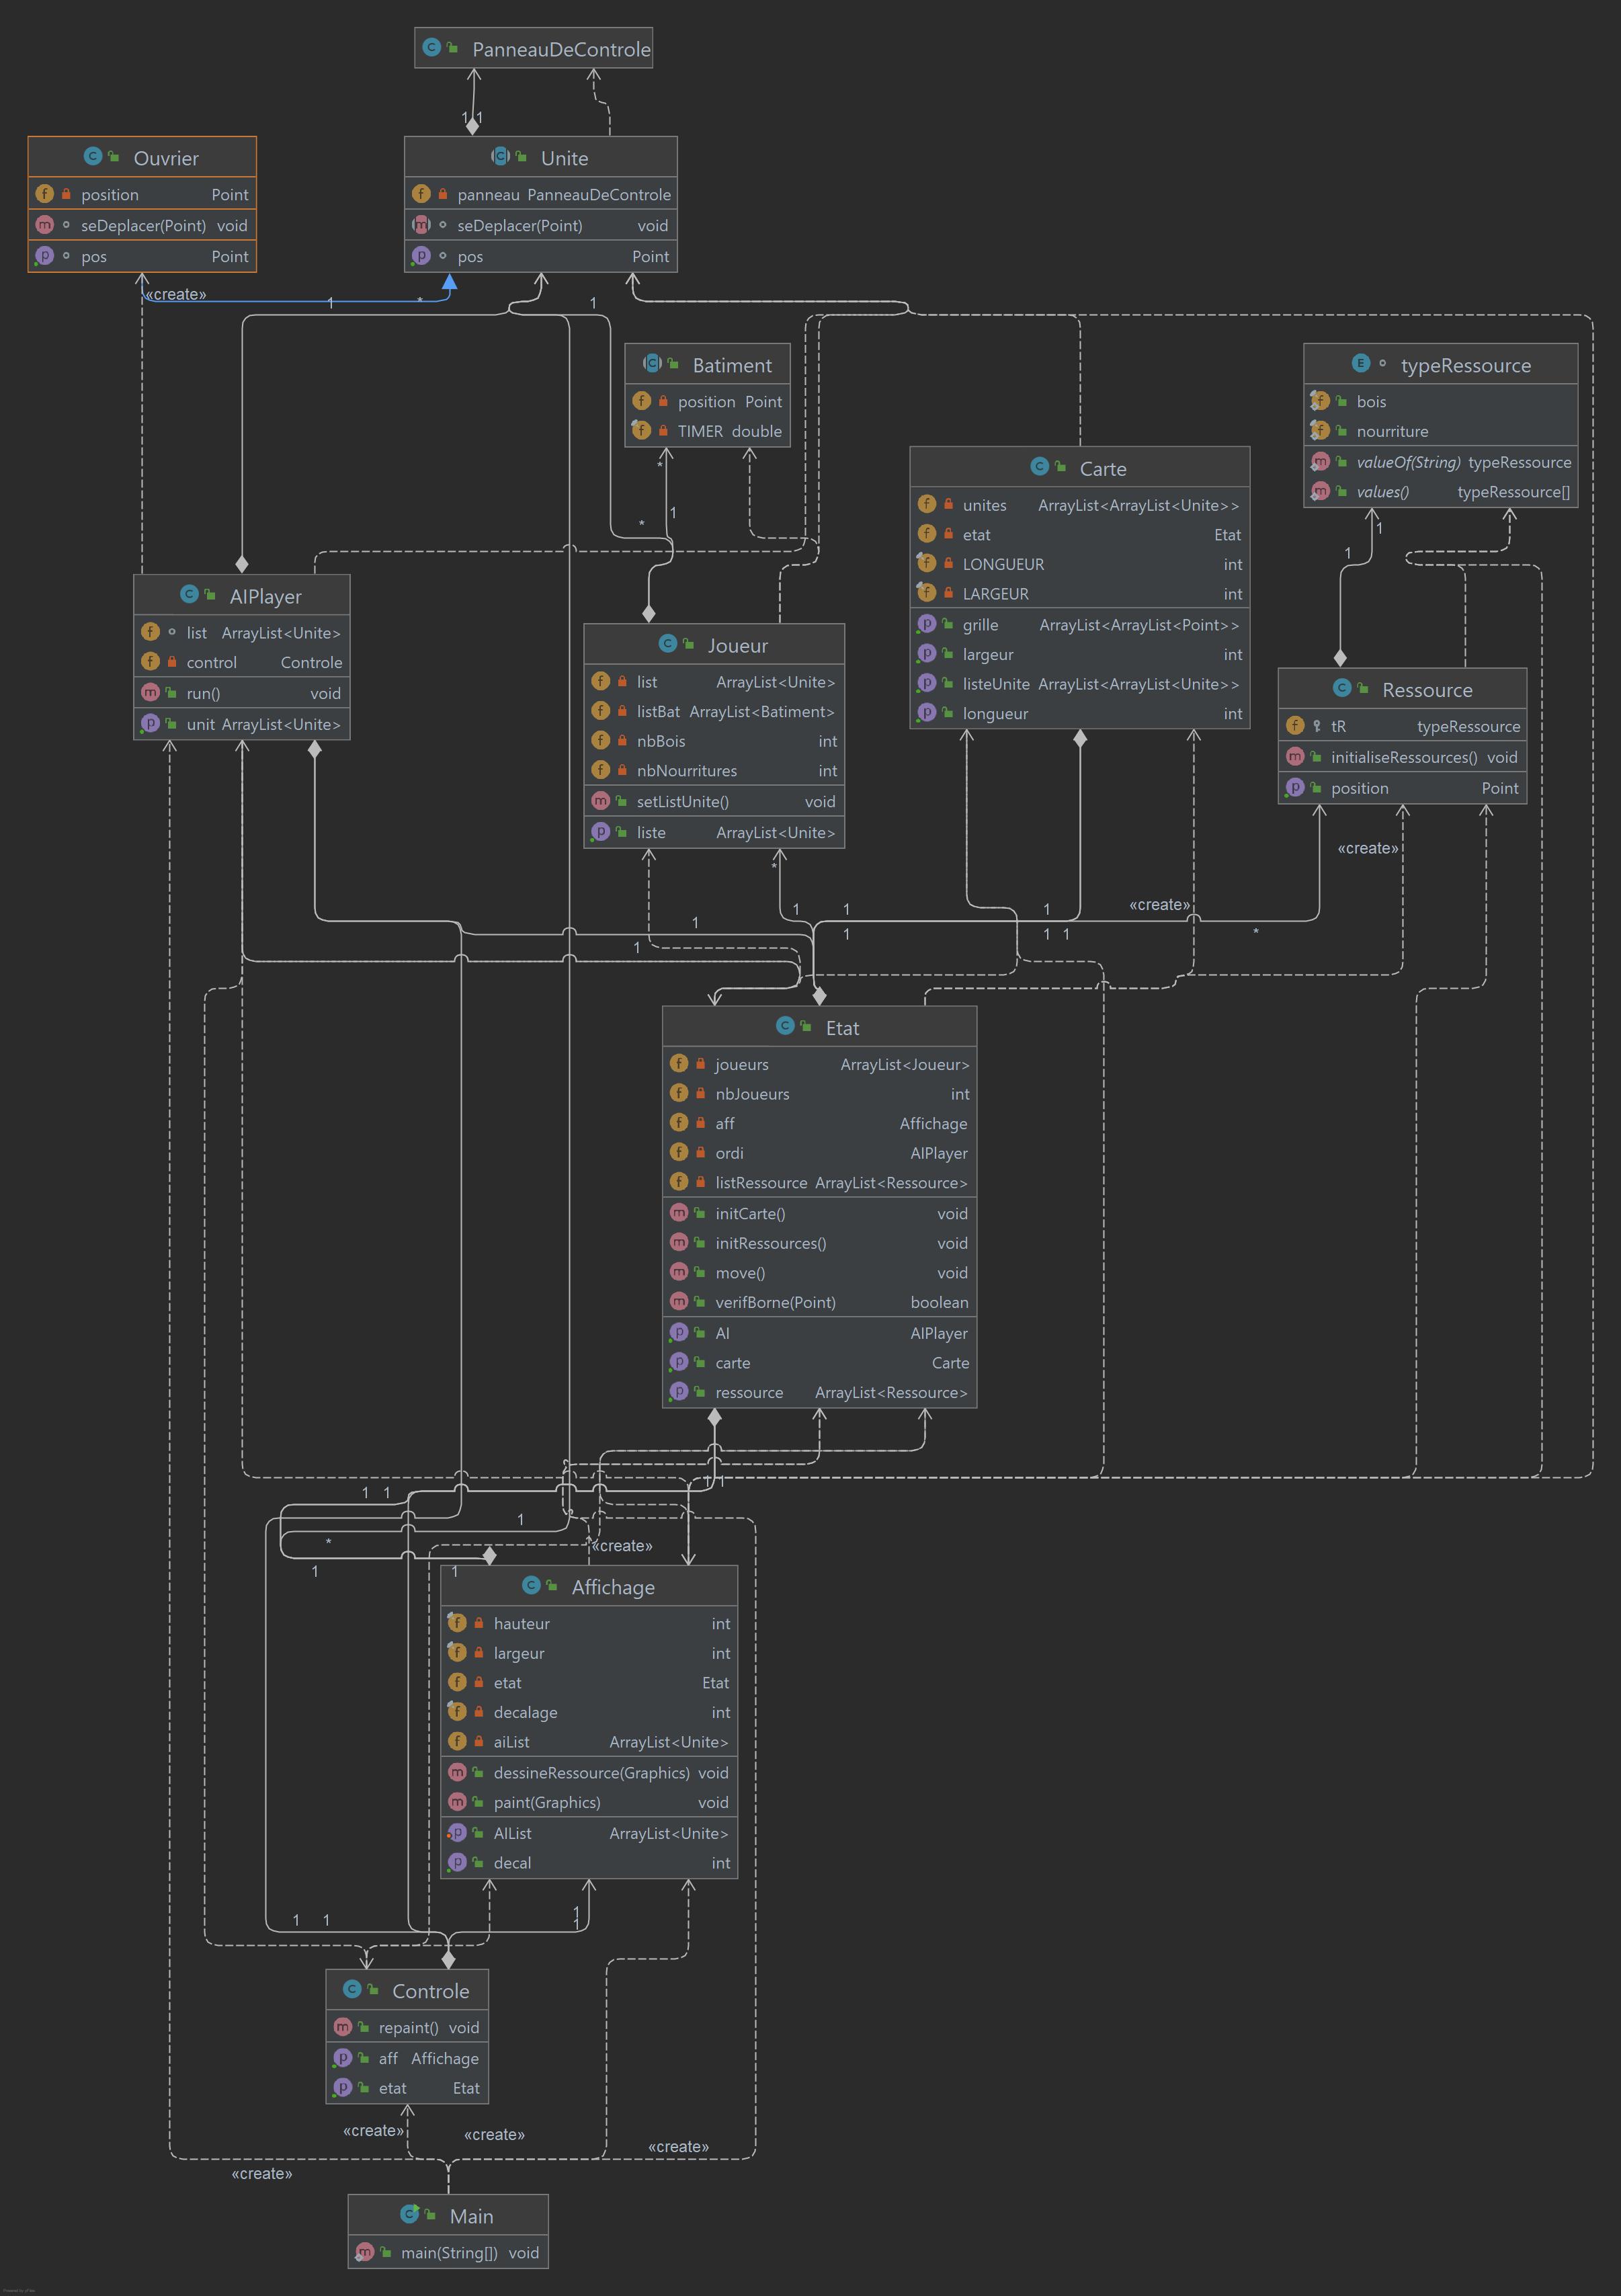 PanneauDeControle
1 1
Ouvrier
position Point
seDeplacer(Point) void
pos Point
Unite
panneau PanneauDeControle
seDeplacer(Point) void
pos Point
«create»
1
*
1
Batiment
position Point
TIMER double
*
1
*
typeRessource
bois
nourriture
valueOf(String) typeRessource
values() typeRessource[]
1
1
Carte
unites ArrayList<ArrayList<Unite>>
etat Etat
LONGUEUR int
LARGEUR int
grille ArrayList<ArrayList<Point>>
largeur int
listeUnite ArrayList<ArrayList<Unite>>
longueur int
AIPlayer
list ArrayList<Unite>
control Controle
run() void
unit ArrayList<Unite>
Joueur
list ArrayList<Unite>
listBat ArrayList<Batiment>
nbBois int
nbNourritures int
setListUnite() void
liste ArrayList<Unite>
Ressource
tR typeRessource
initialiseRessources() void
position Point
«create»
*
«create»
1 1 1
1
1 1 1
*
1
Etat
joueurs ArrayList<Joueur>
nbJoueurs int
aff Affichage
ordi AIPlayer
listRessource ArrayList<Ressource>
initCarte() void
initRessources() void
move() void
verifBorne(Point) boolean
AI AIPlayer
carte Carte
ressource ArrayList<Ressource>
1 1
1 1
1
*
«create»
1
1
Affichage
hauteur int
largeur int
etat Etat
decalage int
aiList ArrayList<Unite>
dessineRessource(Graphics) void
paint(Graphics) void
AIList ArrayList<Unite>
decal int
1
1 1
1
Controle
repaint() void
aff Affichage
etat Etat
«create»
«create»
«create»
«create»
Main
main(String[]) void